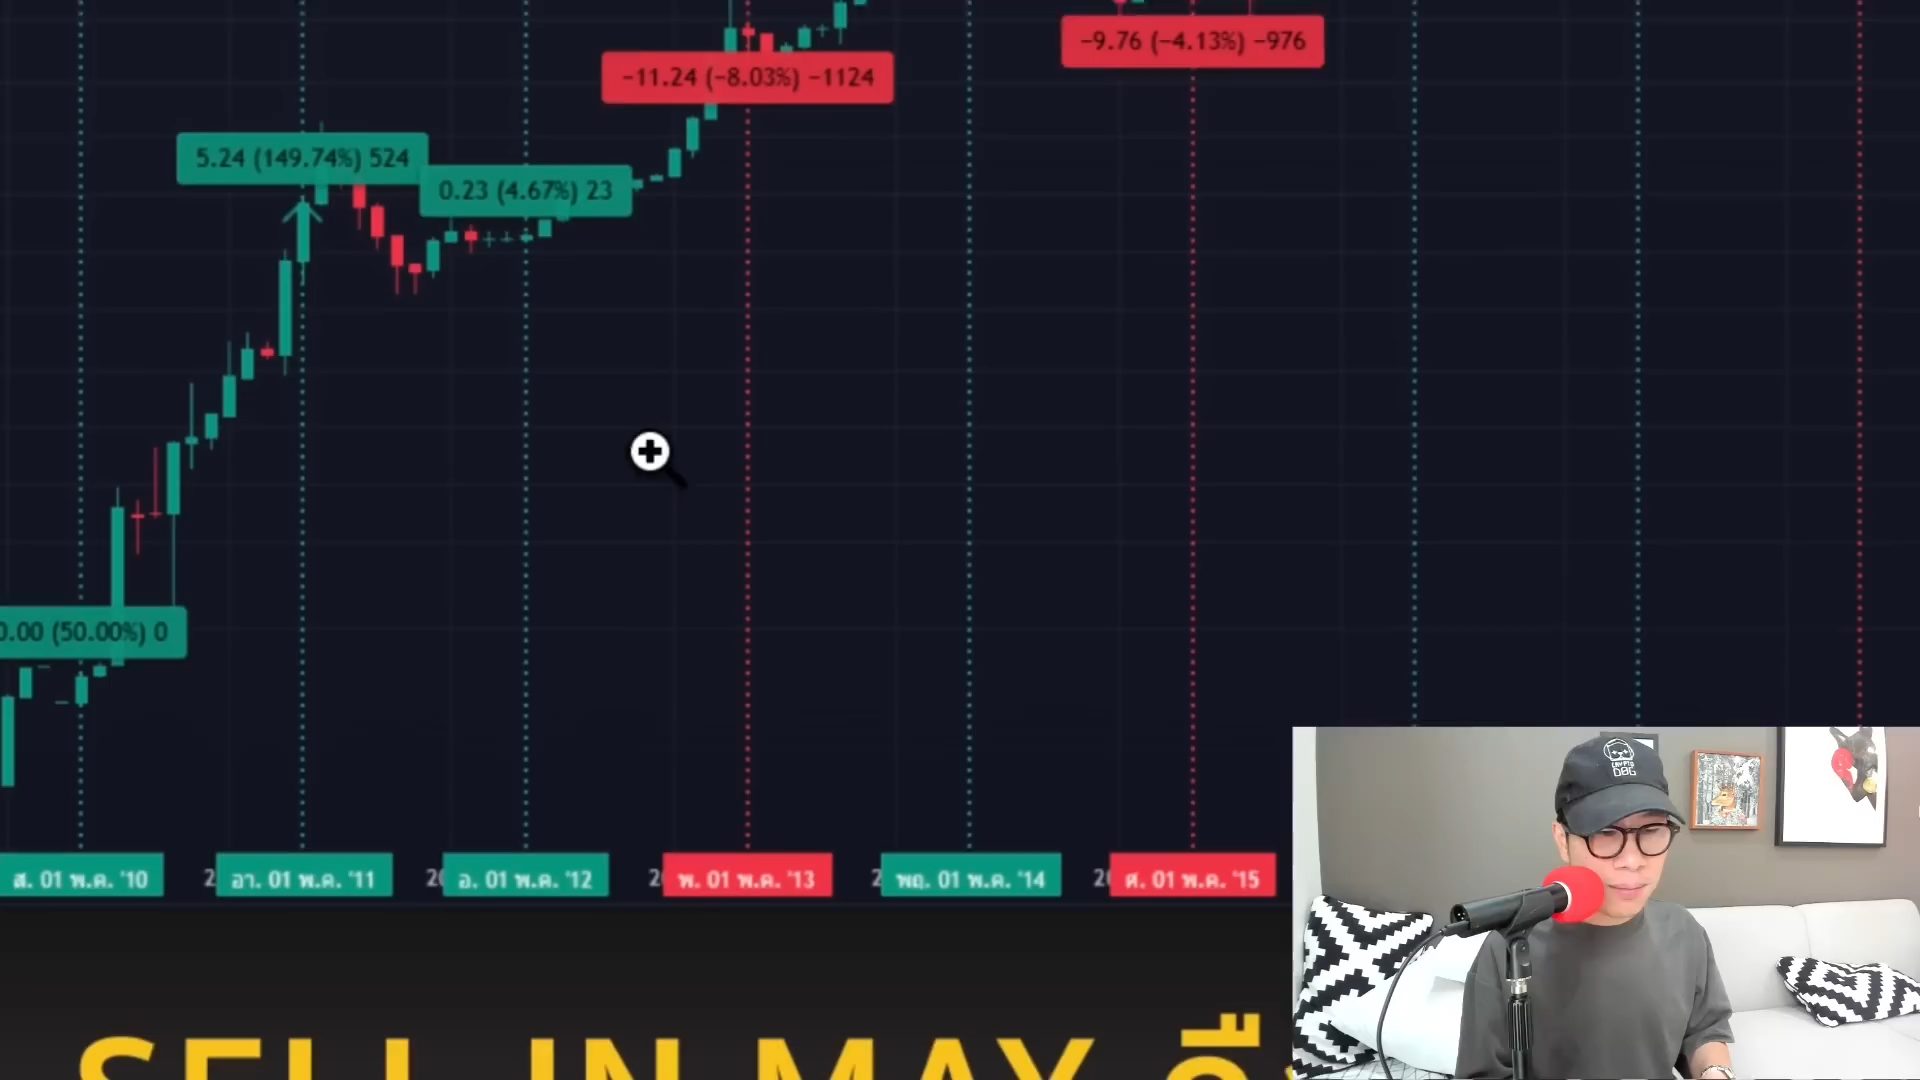 −9.76 (−4.13%) −976
−11.24 (−8.03%) −1124
5.24 (149.74%) 524
0.23 (4.67%) 23
0.00 (50.00%) 0
ส. 01 พ.ค. '10
อา. 01 พ.ค. '11
อ. 01 พ.ค. '12
พ. 01 พ.ค. '13
พฤ. 01 พ.ค. '14
ศ. 01 พ.ค. '15
CRYPTO
DOG
SELL IN MAY